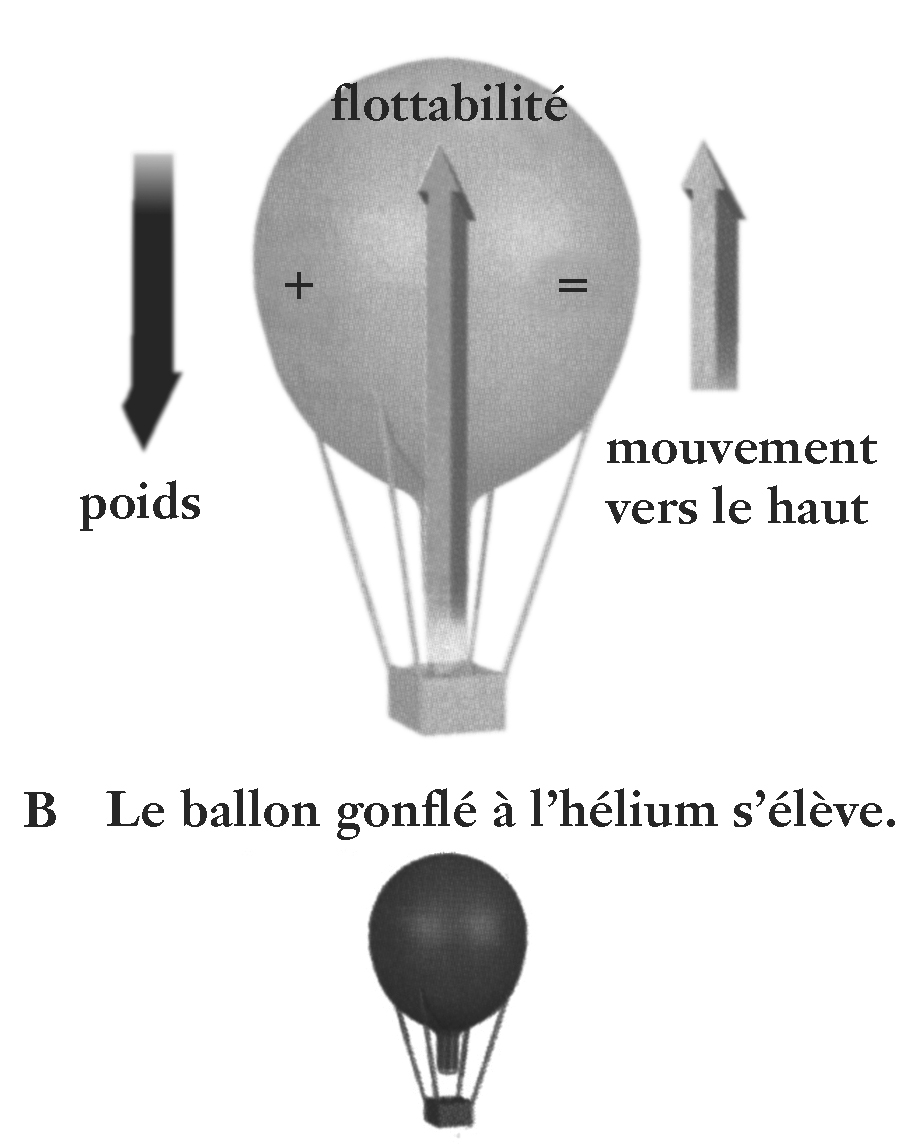 flottabilité
+
=
poids
mouvement
vers le haut
B Le ballon gonflé à l’hélium s’élève.